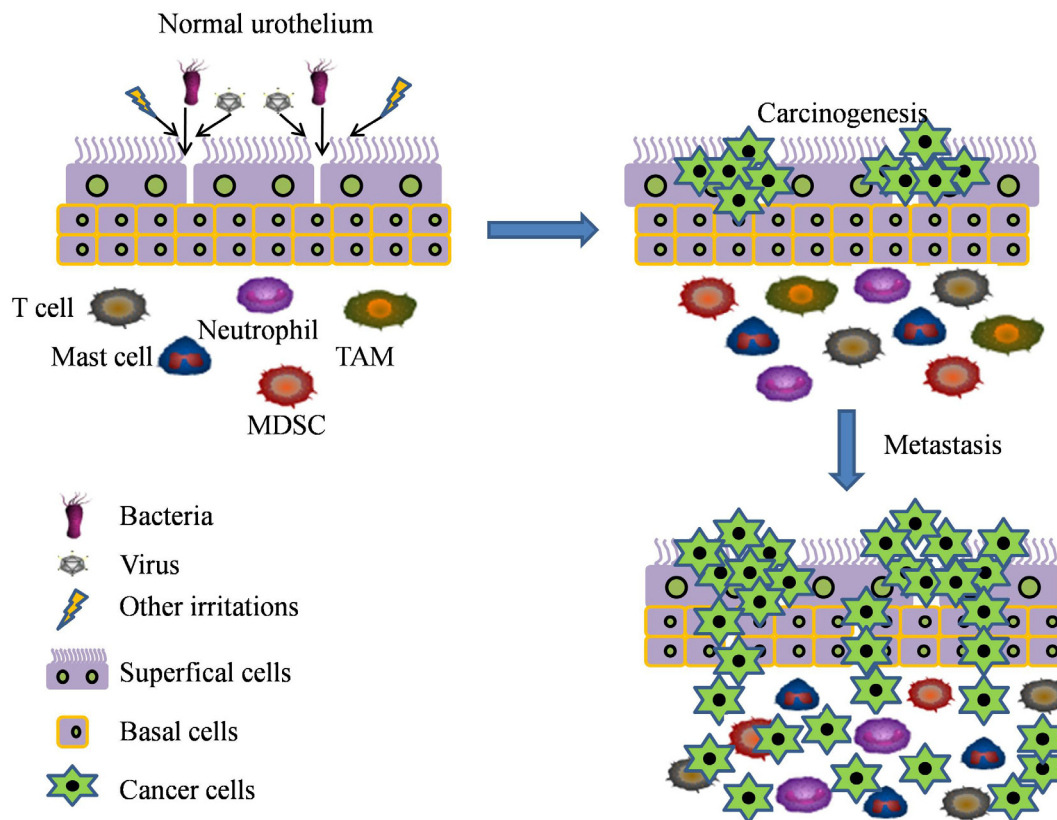 Normal urothelium
Carcinogenesis
T cell
Neutrophil
Mast cell
TAM
MDSC
Metastasis
Bacteria
Virus
Other irritations
Superfical cells
Basal cells
Cancer cells